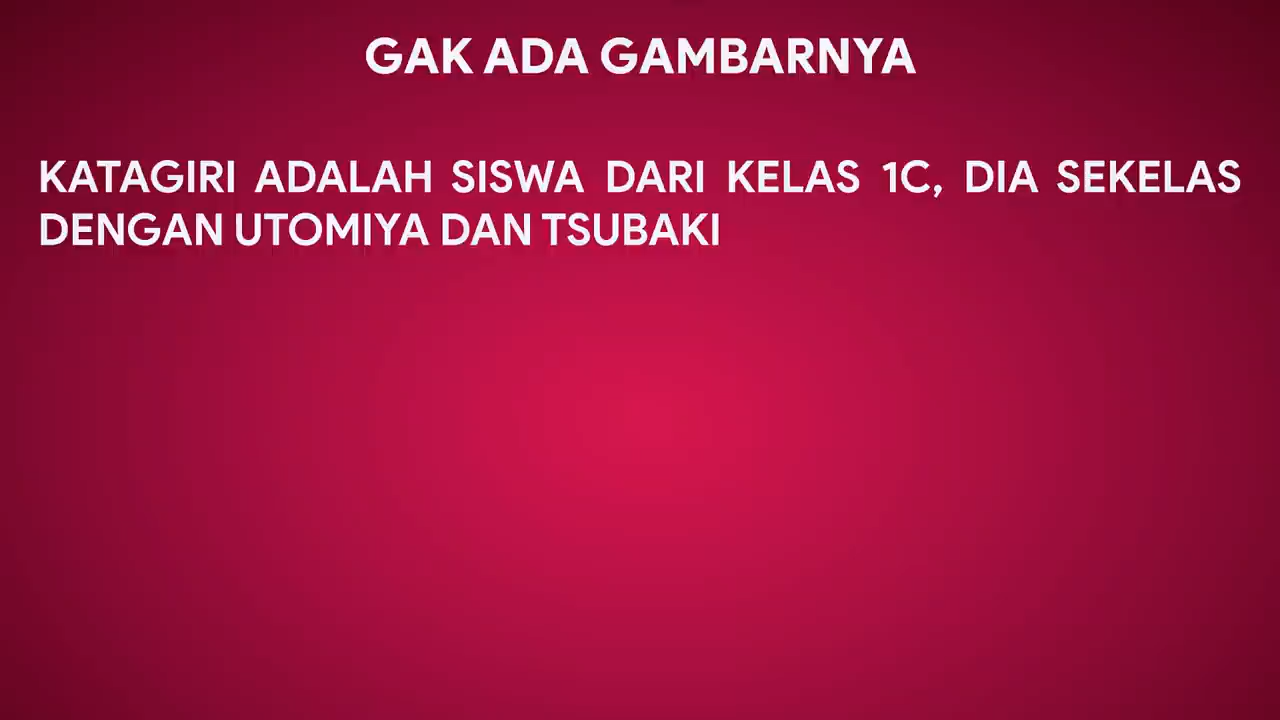 GAK ADA GAMBARNYA
KATAGIRI ADALAH SISWA DARI KELAS 1C, DIA SEKELAS
DENGAN UTOMIYA DAN TSUBAKI